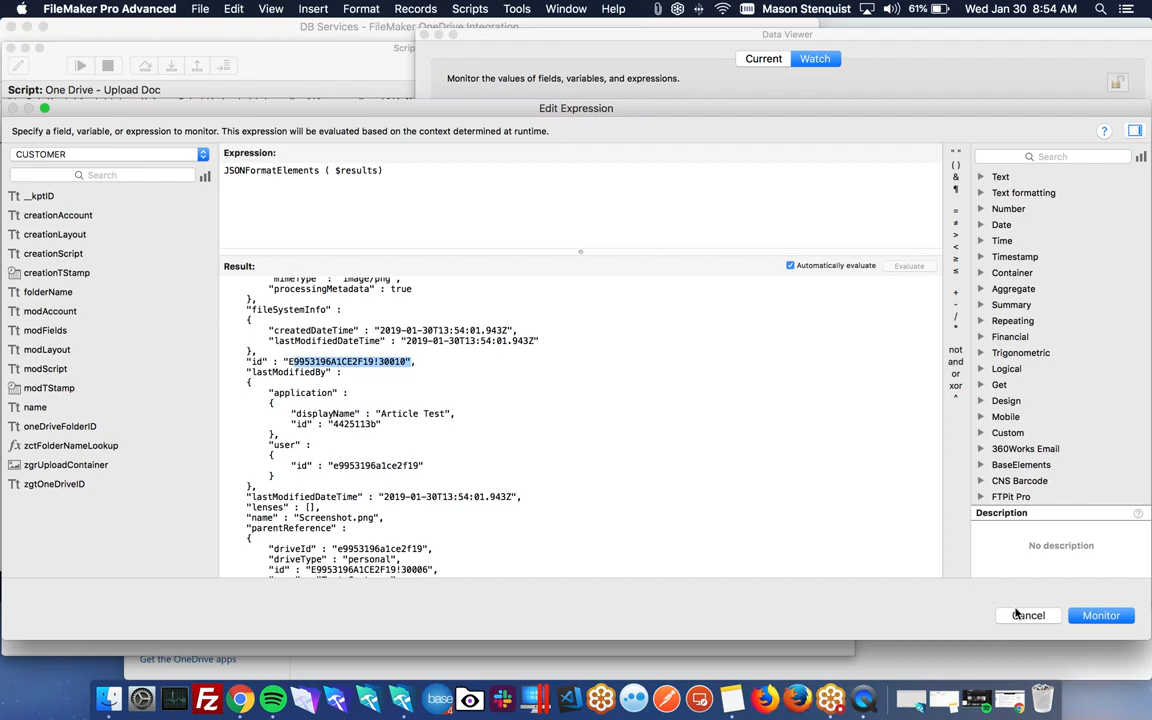 FileMaker Pro Advanced File Edit View Insert Format Records Scripts Tools Window Help Mason Stenquist 61% Wed Jan 30 8:54 AM
DB Services - FileMaker OneDrive Integration
Data Viewer
Current Watch
Monitor the values of fields, variables, and expressions.
Script: One Drive - Upload Doc
Edit Expression
Specify a field, variable, or expression to monitor. This expression will be evaluated based on the context determined at runtime.
CUSTOMER
Search
__kptID
creationAccount
creationLayout
creationScript
creationTStamp
folderName
modAccount
modFields
modLayout
modScript
modTStamp
name
oneDriveFolderID
zctFolderNameLookup
zgrUploadContainer
zgtOneDriveID
Expression:
JSONFormatElements ( $results)
Result:
Automatically evaluate
Evaluate
"mimeType" : "image/png",
"processingMetadata" : true
},
"fileSystemInfo" :
{
"createdDateTime" : "2019-01-30T13:54:01.943Z",
"lastModifiedDateTime" : "2019-01-30T13:54:01.943Z"
},
"id" : "E9953196A1CE2F19!30010",
"lastModifiedBy" :
{
"application" :
{
"displayName" : "Article Test",
"id" : "4425113b"
},
"user" :
{
"id" : "e9953196a1ce2f19"
}
},
"lastModifiedDateTime" : "2019-01-30T13:54:01.943Z",
"lenses" : [],
"name" : "Screenshot.png",
"parentReference" :
{
"driveId" : "e9953196a1ce2f19",
"driveType" : "personal",
"id" : "E9953196A1CE2F19!30006",
" "
( )
&
¶
=
≠
>
<
≥
≤
+
-
/
*
not
and
or
xor
^
Search
Text
Text formatting
Number
Date
Time
Timestamp
Container
Aggregate
Summary
Repeating
Financial
Trigonometric
Logical
Get
Design
Mobile
Custom
360Works Email
BaseElements
CNS Barcode
FTPit Pro
Description
No description
Cancel
Monitor
Get the OneDrive apps
base